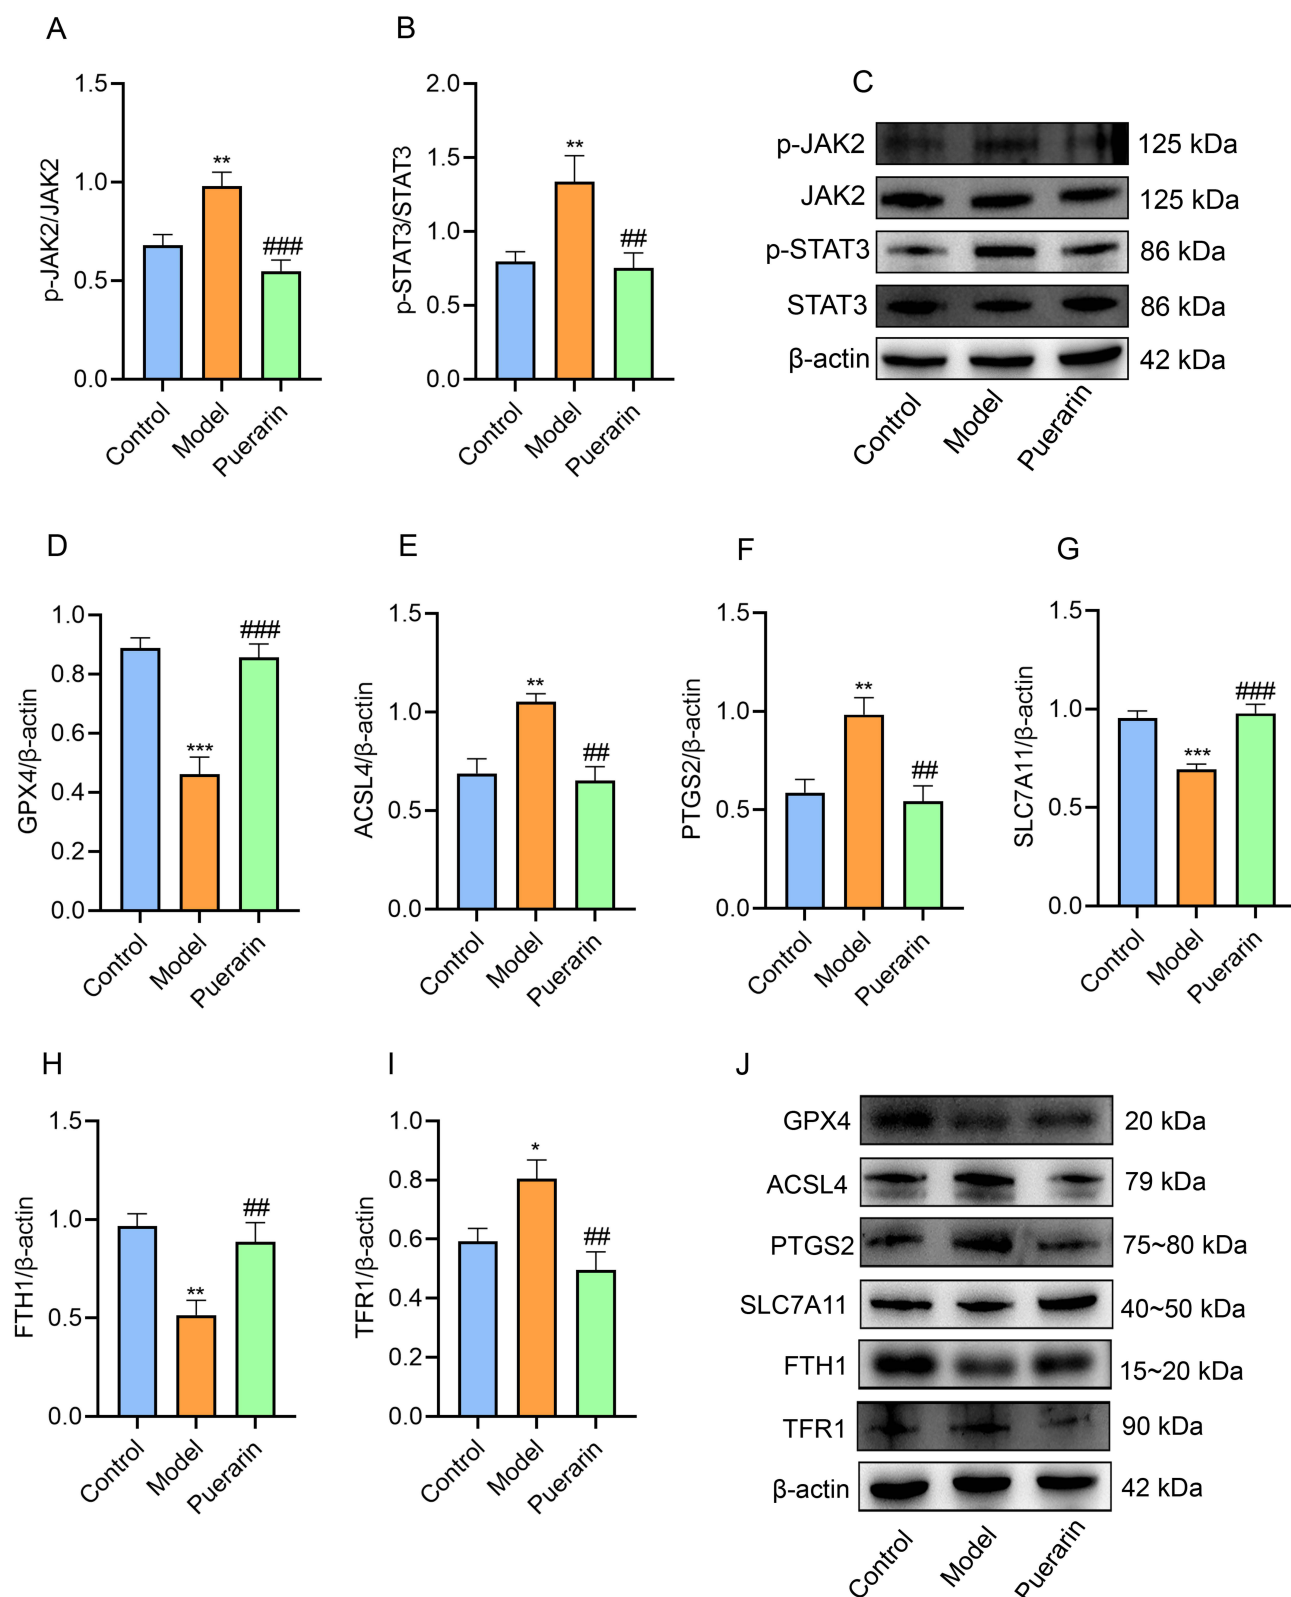 A
1.5
1.0
0.5
0.0
p-JAK2/JAK2
**
###
Control
Model
Puerarin
B
2.0
1.5
1.0
0.5
0.0
p-STAT3/STAT3
**
##
Control
Model
Puerarin
C
p-JAK2 125 kDa
JAK2 125 kDa
p-STAT3 86 kDa
STAT3 86 kDa
β-actin 42 kDa
Control
Model
Puerarin
D
1.0
0.8
0.6
0.4
0.2
0.0
GPX4/β-actin
***
###
Control
Model
Puerarin
E
1.5
1.0
0.5
0.0
ACSL4/β-actin
**
##
Control
Model
Puerarin
F
1.5
1.0
0.5
0.0
PTGS2/β-actin
**
##
Control
Model
Puerarin
G
1.5
1.0
0.5
0.0
SLC7A11/β-actin
***
###
Control
Model
Puerarin
H
1.5
1.0
0.5
0.0
FTH1/β-actin
**
##
Control
Model
Puerarin
I
1.0
0.8
0.6
0.4
0.2
0.0
TFR1/β-actin
*
##
Control
Model
Puerarin
J
GPX4 20 kDa
ACSL4 79 kDa
PTGS2 75~80 kDa
SLC7A11 40~50 kDa
FTH1 15~20 kDa
TFR1 90 kDa
β-actin 42 kDa
Control
Model
Puerarin